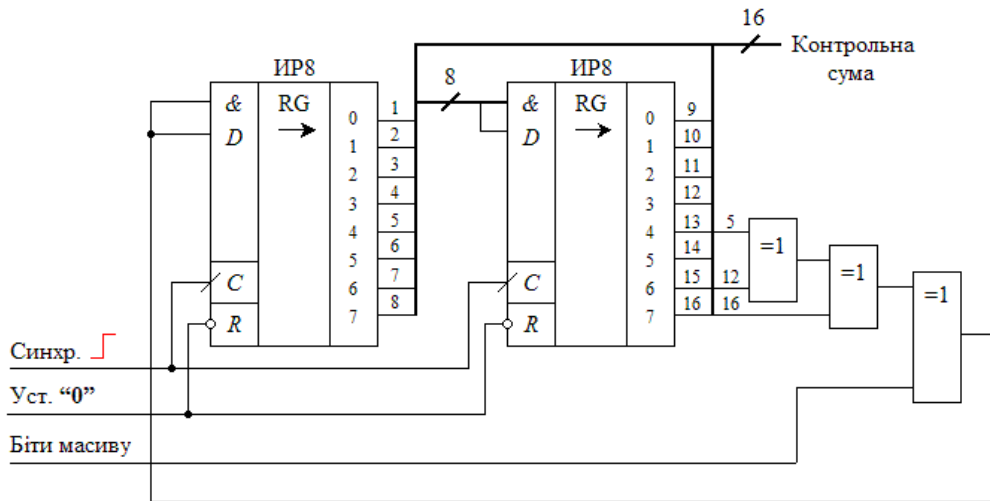 16
Контрольна
сума
ИР8
ИР8
8
&
D
C
R
RG
0
1
2
3
4
5
6
7
1
2
3
4
5
6
7
8
&
D
C
R
RG
0
1
2
3
4
5
6
7
9
10
11
12
13
14
15
16
5
12
16
=1
=1
=1
Синхр.
Уст. “0”
Біти масиву